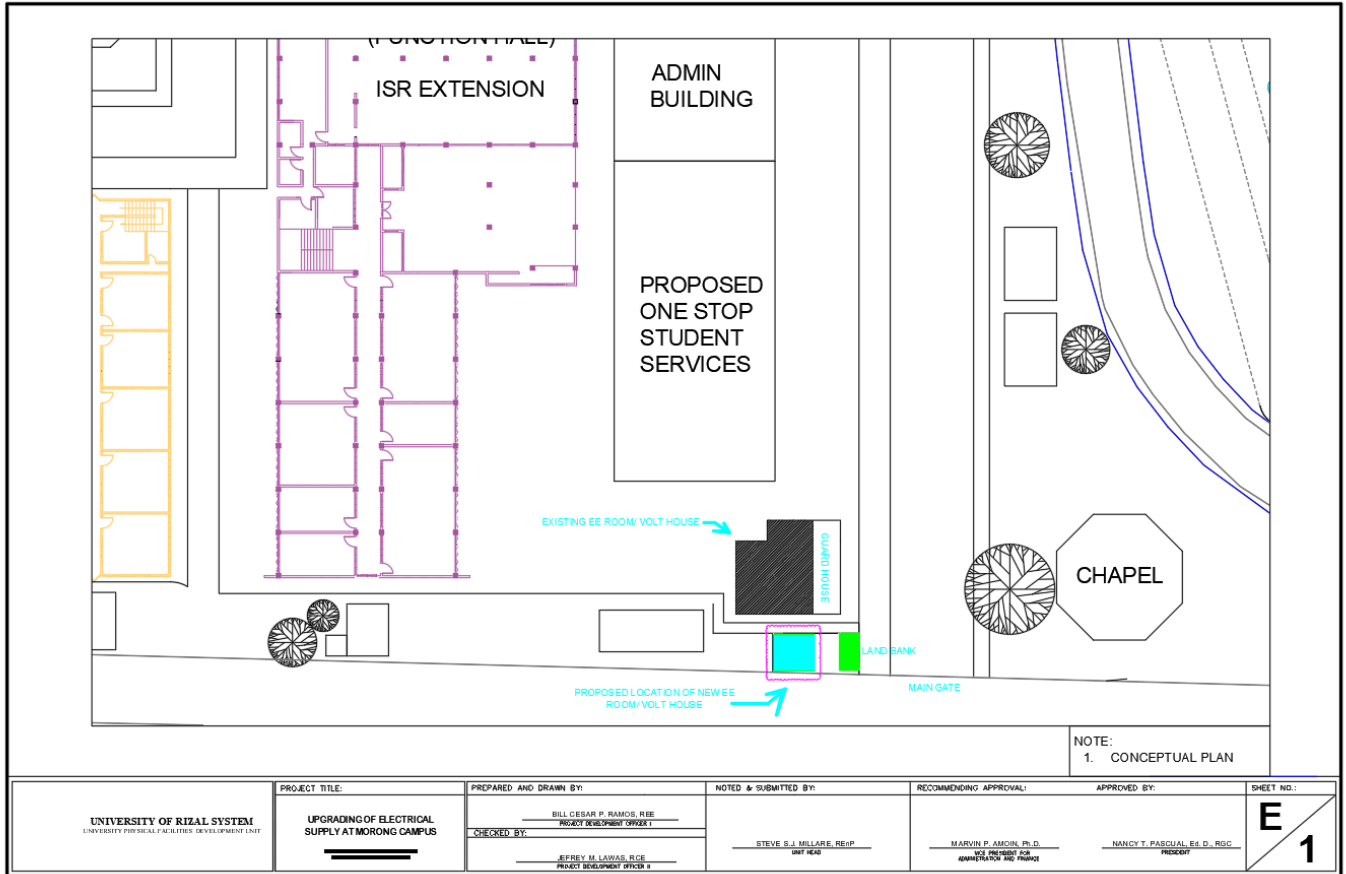 (FUNCTION HALL)
ISR EXTENSION
ADMIN
BUILDING
PROPOSED
ONE STOP
STUDENT
SERVICES
EXISTING EE ROOM/ VOLT HOUSE
GUARD HOUSE
CHAPEL
LAND BANK
MAIN GATE
PROPOSED LOCATION OF NEW EE
ROOM/ VOLT HOUSE
NOTE:
1. CONCEPTUAL PLAN
UNIVERSITY OF RIZAL SYSTEM
UNIVERSITY PHYSICAL FACILITIES DEVELOPMENT UNIT
PROJECT TITLE:
UPGRADING OF ELECTRICAL
SUPPLY AT MORONG CAMPUS
PREPARED AND DRAWN BY:
BILL CESAR P. RAMOS, REE
PROJECT DEVELOPMENT OFFICER I
CHECKED BY:
JEFREY M. LAWAS, RCE
PROJECT DEVELOPMENT OFFICER II
NOTED & SUBMITTED BY:
STEVE S.J. MILLARE, REnP
UNIT HEAD
RECOMMENDING APPROVAL:
MARVIN P. AMOIN, Ph.D.
VICE PRESIDENT FOR
ADMINISTRATION AND FINANCE
APPROVED BY:
NANCY T. PASCUAL, Ed. D., RGC
PRESIDENT
SHEET NO.:
E
1